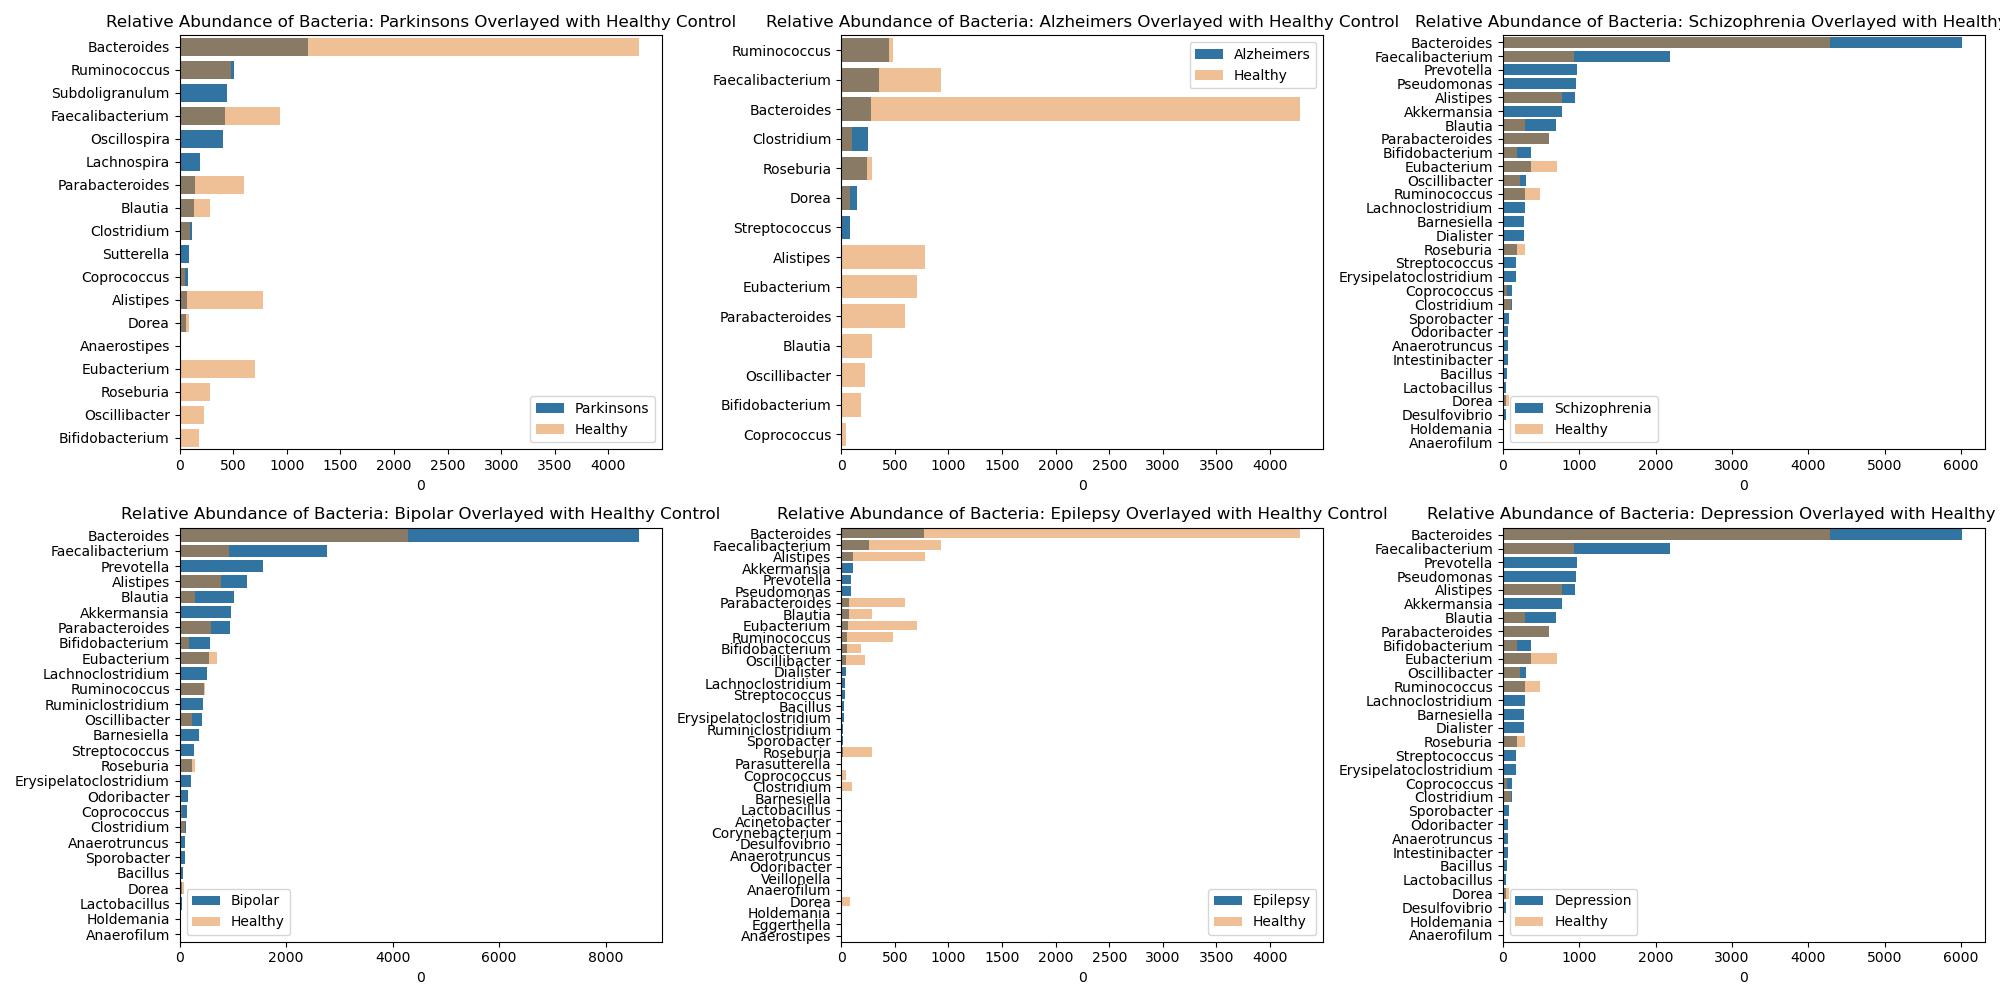 Relative Abundance of Bacteria: Parkinsons Overlayed with Healthy Control
Bacteroides
Ruminococcus
Subdoligranulum
Faecalibacterium
Oscillospira
Lachnospira
Parabacteroides
Blautia
Clostridium
Sutterella
Coprococcus
Alistipes
Dorea
Anaerostipes
Eubacterium
Roseburia
Oscillibacter
Bifidobacterium
Parkinsons
Healthy
0 500 1000 1500 2000 2500 3000 3500 4000
0
Relative Abundance of Bacteria: Alzheimers Overlayed with Healthy Control
Ruminococcus
Faecalibacterium
Bacteroides
Clostridium
Roseburia
Dorea
Streptococcus
Alistipes
Eubacterium
Parabacteroides
Blautia
Oscillibacter
Bifidobacterium
Coprococcus
Alzheimers
Healthy
0 500 1000 1500 2000 2500 3000 3500 4000
0
Relative Abundance of Bacteria: Schizophrenia Overlayed with Healthy
Bacteroides
Faecalibacterium
Prevotella
Pseudomonas
Alistipes
Akkermansia
Blautia
Parabacteroides
Bifidobacterium
Eubacterium
Oscillibacter
Ruminococcus
Lachnoclostridium
Barnesiella
Dialister
Roseburia
Streptococcus
Erysipelatoclostridium
Coprococcus
Clostridium
Sporobacter
Odoribacter
Anaerotruncus
Intestinibacter
Bacillus
Lactobacillus
Dorea
Desulfovibrio
Holdemania
Anaerofilum
Schizophrenia
Healthy
0 1000 2000 3000 4000 5000 6000
0
Relative Abundance of Bacteria: Bipolar Overlayed with Healthy Control
Bacteroides
Faecalibacterium
Prevotella
Alistipes
Blautia
Akkermansia
Parabacteroides
Bifidobacterium
Eubacterium
Lachnoclostridium
Ruminococcus
Ruminiclostridium
Oscillibacter
Barnesiella
Streptococcus
Roseburia
Erysipelatoclostridium
Odoribacter
Coprococcus
Clostridium
Anaerotruncus
Sporobacter
Bacillus
Dorea
Lactobacillus
Holdemania
Anaerofilum
Bipolar
Healthy
0 2000 4000 6000 8000
0
Relative Abundance of Bacteria: Epilepsy Overlayed with Healthy Control
Bacteroides
Faecalibacterium
Alistipes
Akkermansia
Prevotella
Pseudomonas
Parabacteroides
Blautia
Eubacterium
Ruminococcus
Bifidobacterium
Oscillibacter
Dialister
Lachnoclostridium
Streptococcus
Bacillus
Erysipelatoclostridium
Ruminiclostridium
Sporobacter
Roseburia
Parasutterella
Coprococcus
Clostridium
Barnesiella
Lactobacillus
Acinetobacter
Corynebacterium
Desulfovibrio
Anaerotruncus
Odoribacter
Veillonella
Anaerofilum
Dorea
Holdemania
Eggerthella
Anaerostipes
Epilepsy
Healthy
0 500 1000 1500 2000 2500 3000 3500 4000
0
Relative Abundance of Bacteria: Depression Overlayed with Healthy
Bacteroides
Faecalibacterium
Prevotella
Pseudomonas
Alistipes
Akkermansia
Blautia
Parabacteroides
Bifidobacterium
Eubacterium
Oscillibacter
Ruminococcus
Lachnoclostridium
Barnesiella
Dialister
Roseburia
Streptococcus
Erysipelatoclostridium
Coprococcus
Clostridium
Sporobacter
Odoribacter
Anaerotruncus
Intestinibacter
Bacillus
Lactobacillus
Dorea
Desulfovibrio
Holdemania
Anaerofilum
Depression
Healthy
0 1000 2000 3000 4000 5000 6000
0